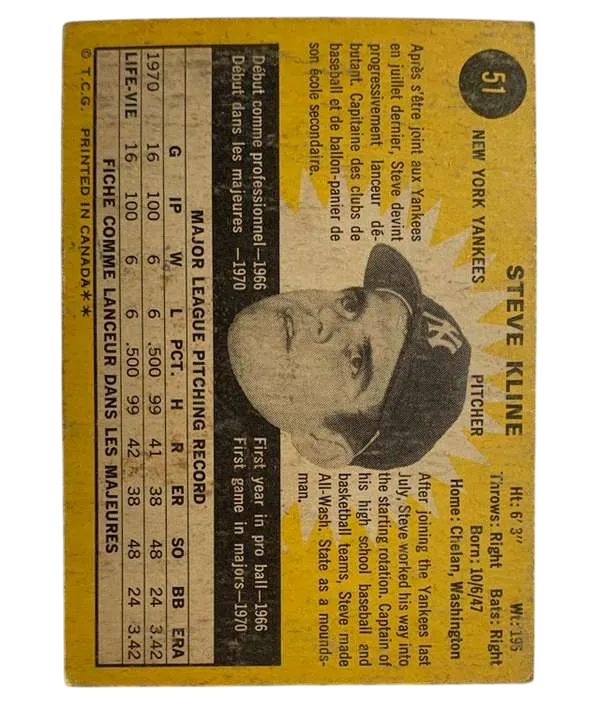 51
STEVE KLINE
NEW YORK YANKEES
PITCHER
Ht: 6'3" Wt: 195
Throws: Right Bats: Right
Born: 10/6/47
Home: Chelan, Washington
Après s'être joint aux Yankees
en juillet dernier, Steve devint
progressivement lanceur dé-
butant. Capitaine des clubs de
baseball et de ballon-panier de
son école secondaire.
NY
After joining the Yankees last
July, Steve worked his way into
the starting rotation. Captain of
his high school baseball and
basketball teams, Steve made
All-Wash. State as a mounds-
man.
Début comme professionnel—1966
Début dans les majeures —1970
First year in pro ball—1966
First game in majors—1970
MAJOR LEAGUE PITCHING RECORD
G IP W L PCT. H R ER SO BB ERA
1970 16 100 6 6 .500 99 41 38 48 24 3.42
LIFE-VIE 16 100 6 6 .500 99 42 38 48 24 3.42
FICHE COMME LANCEUR DANS LES MAJEURES
© T.C.G. PRINTED IN CANADA**